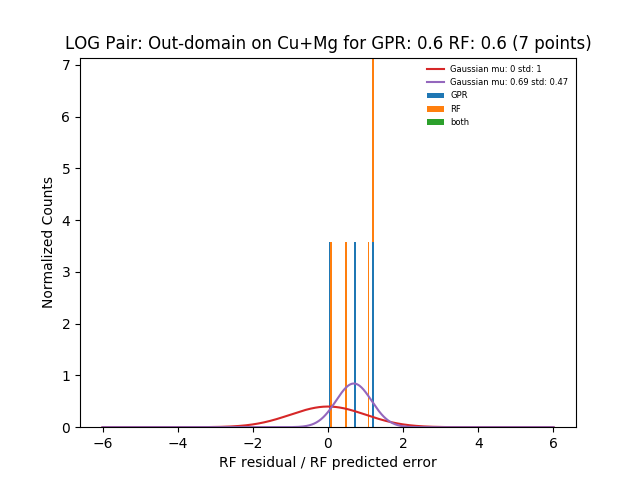 LOG Pair: Out-domain on Cu+Mg for GPR: 0.6 RF: 0.6 (7 points)
Gaussian mu: 0 std: 1
Gaussian mu: 0.69 std: 0.47
GPR
RF
both
Normalized Counts
7
6
5
4
3
2
1
0
−6
−4
−2
0
2
4
6
RF residual / RF predicted error